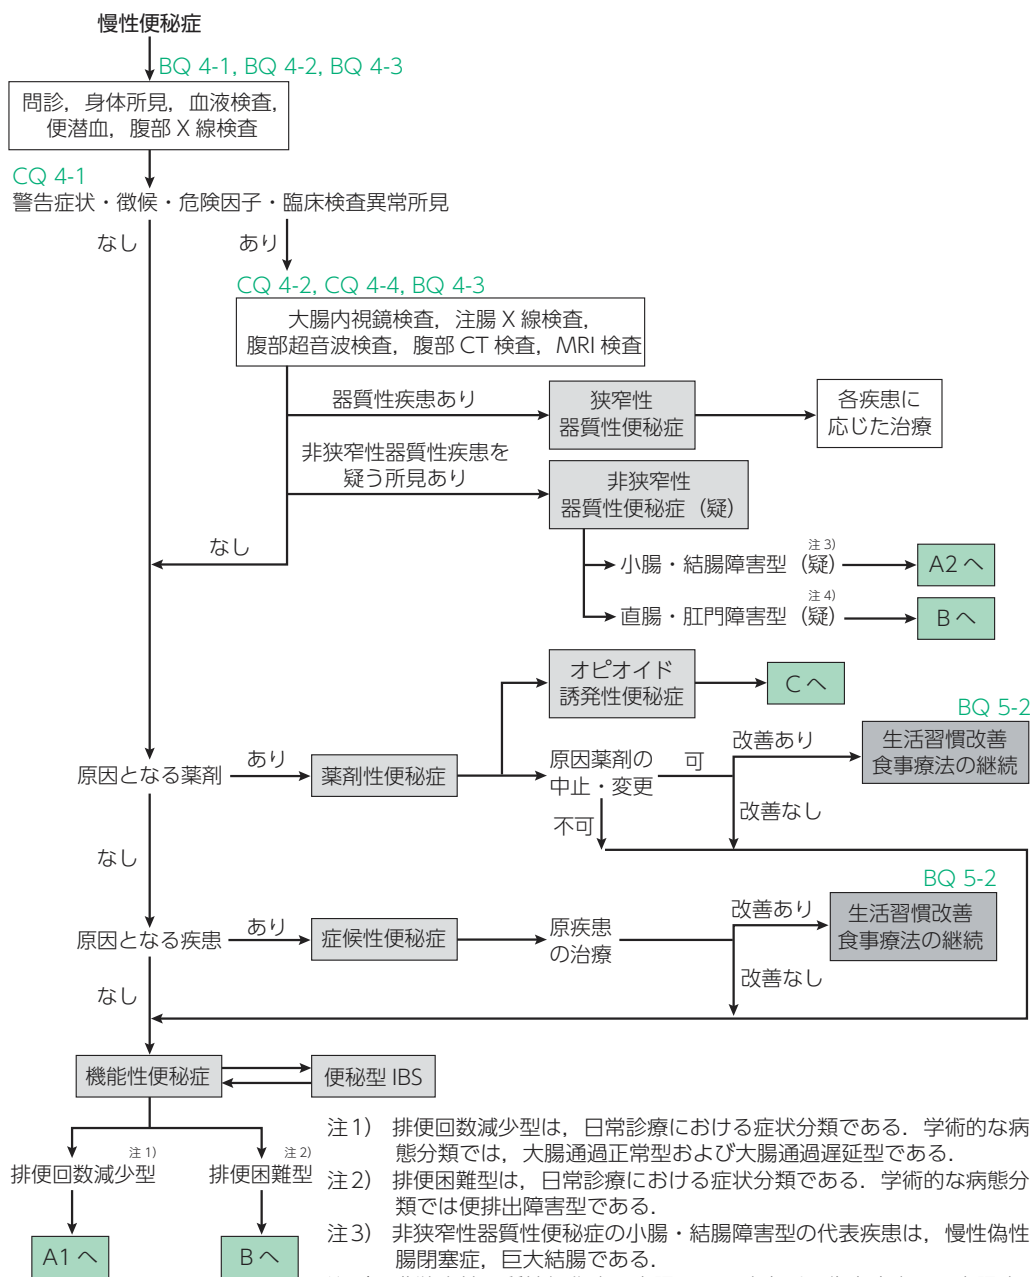 慢性便秘症
BQ 4-1, BQ 4-2, BQ 4-3
問診，身体所見，血液検査，
便潜血，腹部 X 線検査
CQ 4-1
警告症状・徴候・危険因子・臨床検査異常所見
なし
あり
CQ 4-2, CQ 4-4, BQ 4-3
大腸内視鏡検査，注腸 X 線検査，
腹部超音波検査，腹部 CT 検査，MRI 検査
器質性疾患あり
狭窄性
器質性便秘症
各疾患に
応じた治療
非狭窄性器質性疾患を
疑う所見あり
非狭窄性
器質性便秘症（疑）
なし
小腸・結腸障害型（疑）注 3)
A2 へ
直腸・肛門障害型（疑）注 4)
B へ
オピオイド
誘発性便秘症
C へ
BQ 5-2
原因となる薬剤
あり
薬剤性便秘症
原因薬剤の
中止・変更
可
改善あり
生活習慣改善
食事療法の継続
改善なし
不可
なし
BQ 5-2
原因となる疾患
あり
症候性便秘症
原疾患
の治療
改善あり
生活習慣改善
食事療法の継続
改善なし
なし
機能性便秘症
便秘型 IBS
排便回数減少型 注 1)
排便困難型 注 2)
A1 へ
B へ
注 1)　排便回数減少型は，日常診療における症状分類である．学術的な病
態分類では，大腸通過正常型および大腸通過遅延型である．
注 2)　排便困難型は，日常診療における症状分類である．学術的な病態分
類では便排出障害型である．
注 3)　非狭窄性器質性便秘症の小腸・結腸障害型の代表疾患は，慢性偽性
腸閉塞症，巨大結腸である．